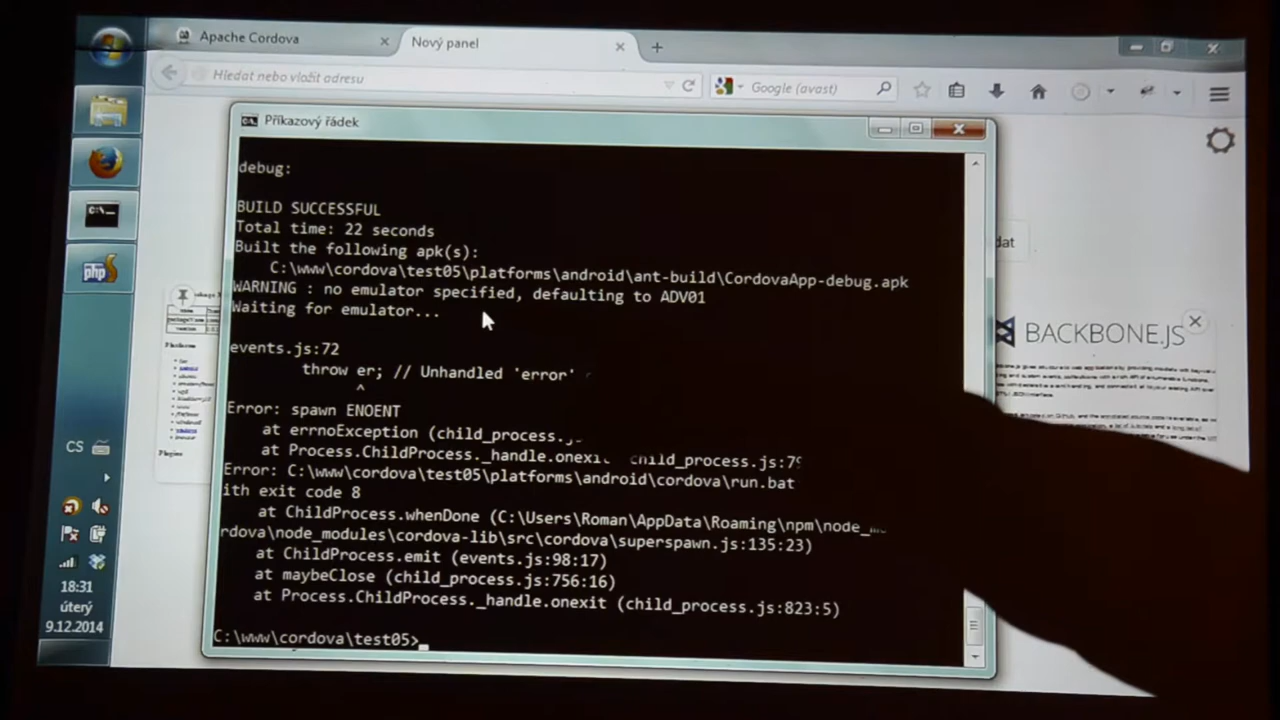 Apache Cordova
Nový panel
Hledat nebo vložit adresu
Google (avast)
Příkazový řádek
debug:
BUILD SUCCESSFUL
Total time: 22 seconds
Built the following apk(s):
C:\www\cordova\test05\platforms\android\ant-build\CordovaApp-debug.apk
WARNING : no emulator specified, defaulting to ADV01
Waiting for emulator...
events.js:72
throw er; // Unhandled 'error'
^
Error: spawn ENOENT
at errnoException (child_process.
at Process.ChildProcess._handle.onexit child_process.js:79
Error: C:\www\cordova\test05\platforms\android\cordova\run.bat
ith exit code 8
at ChildProcess.whenDone (C:\Users\Roman\AppData\Roaming\npm\node_
rdova\node_modules\cordova-lib\src\cordova\superspawn.js:135:23)
at ChildProcess.emit (events.js:98:17)
at maybeClose (child_process.js:756:16)
at Process.ChildProcess._handle.onexit (child_process.js:823:5)
C:\www\cordova\test05>
dat
BACKBONE.JS
Plugins
php
CS
18:31
úterý
9.12.2014